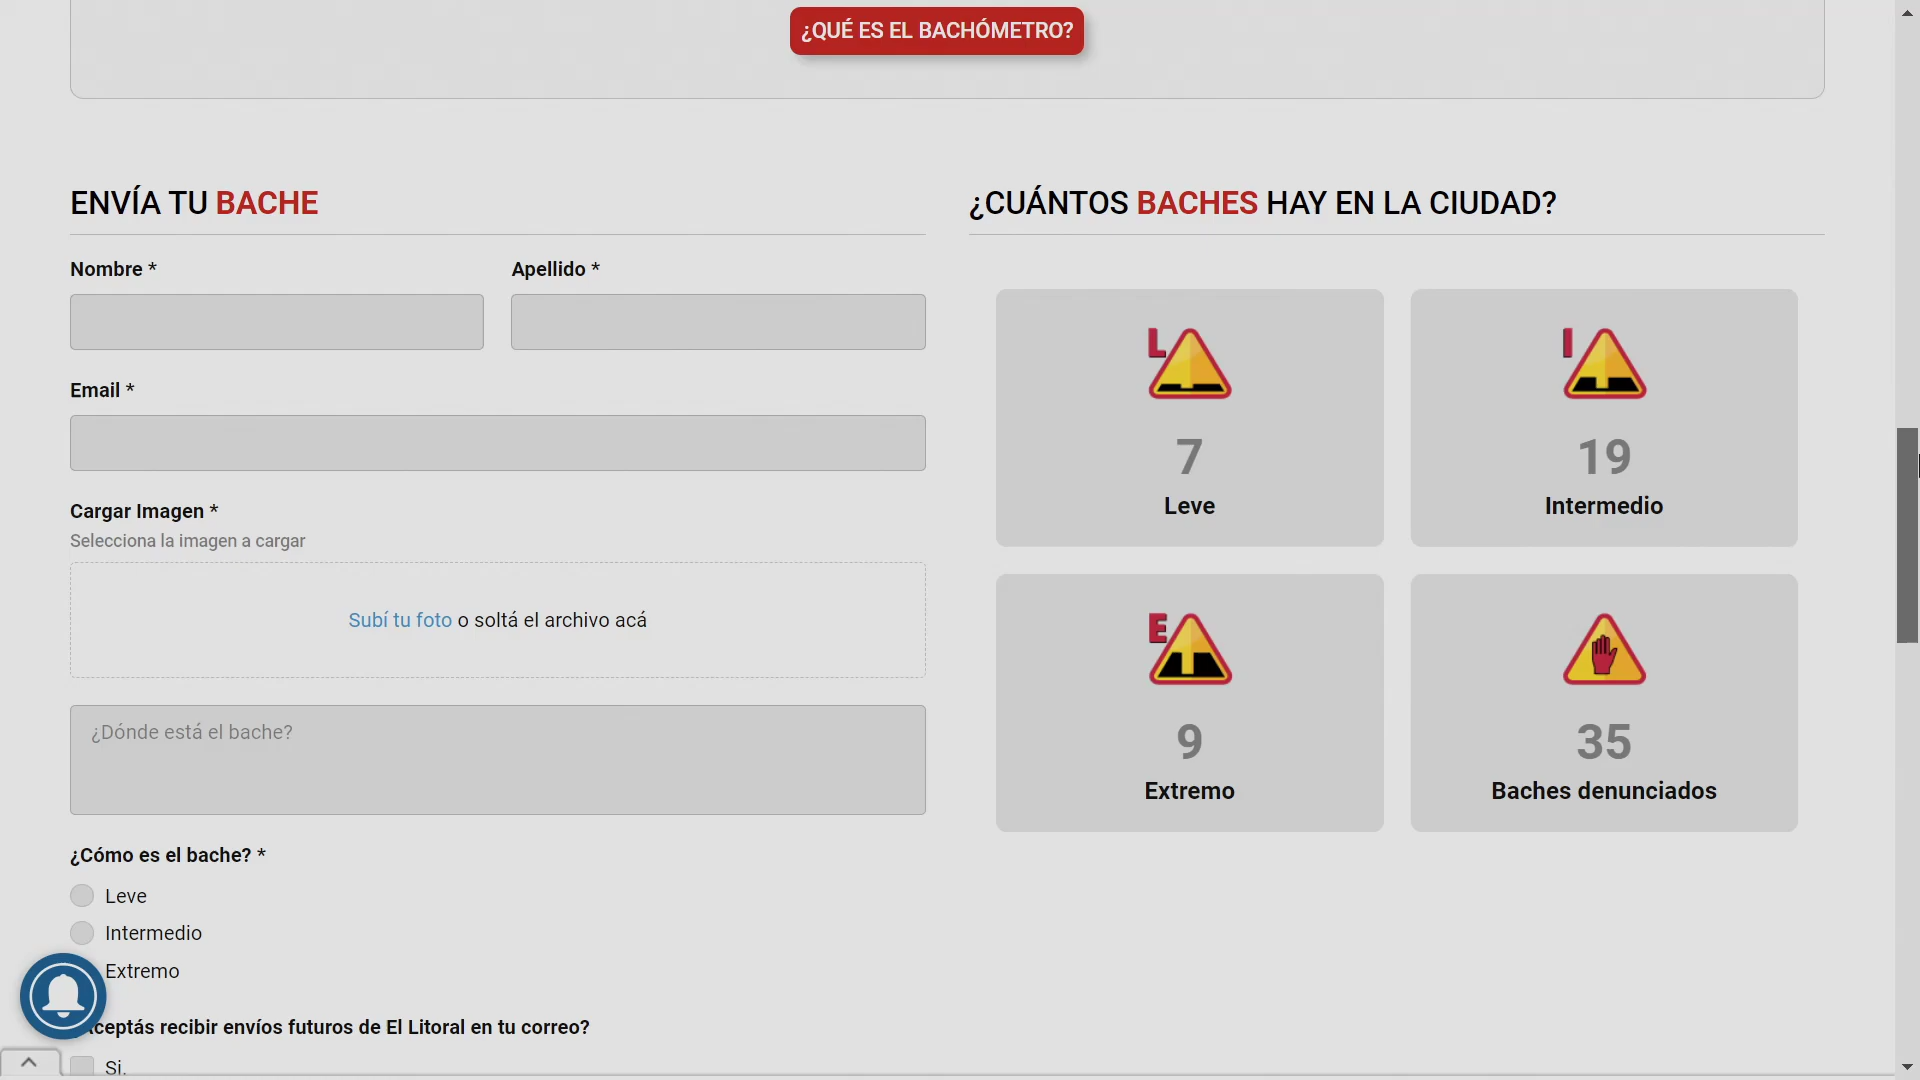 ¿QUÉ ES EL BACHÓMETRO?
ENVÍA TU BACHE
Nombre *
Apellido *
Email *
Cargar Imagen *
Selecciona la imagen a cargar
Subí tu foto o soltá el archivo acá
¿Dónde está el bache?
¿Cómo es el bache? *
Leve
Intermedio
Extremo
Aceptás recibir envíos futuros de El Litoral en tu correo?
Si.
¿CUÁNTOS BACHES HAY EN LA CIUDAD?
L
7
Leve
I
19
Intermedio
E
9
Extremo
35
Baches denunciados